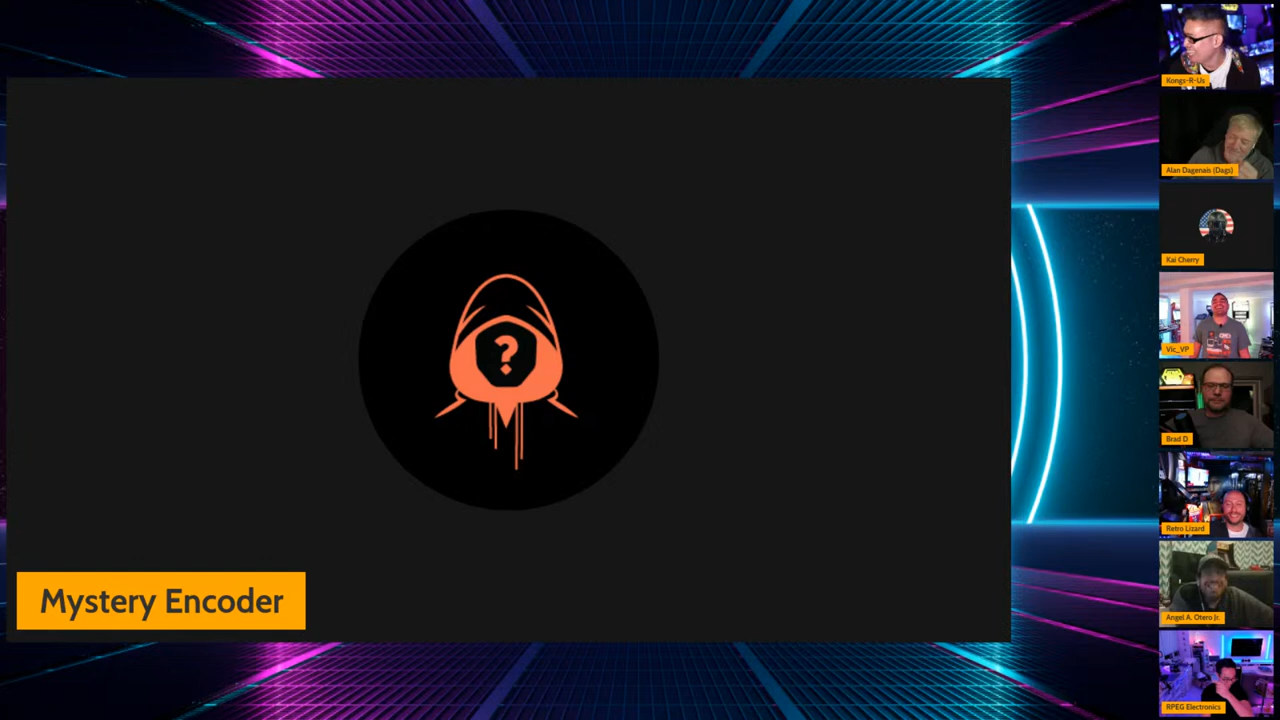 Kongs-R-Us
Alan Dagenais (Dags)
Kai Cherry
Vic_VP
Brad D
Retro Lizard
Angel A. Otero Jr.
RPEG Electronics
?
Mystery Encoder